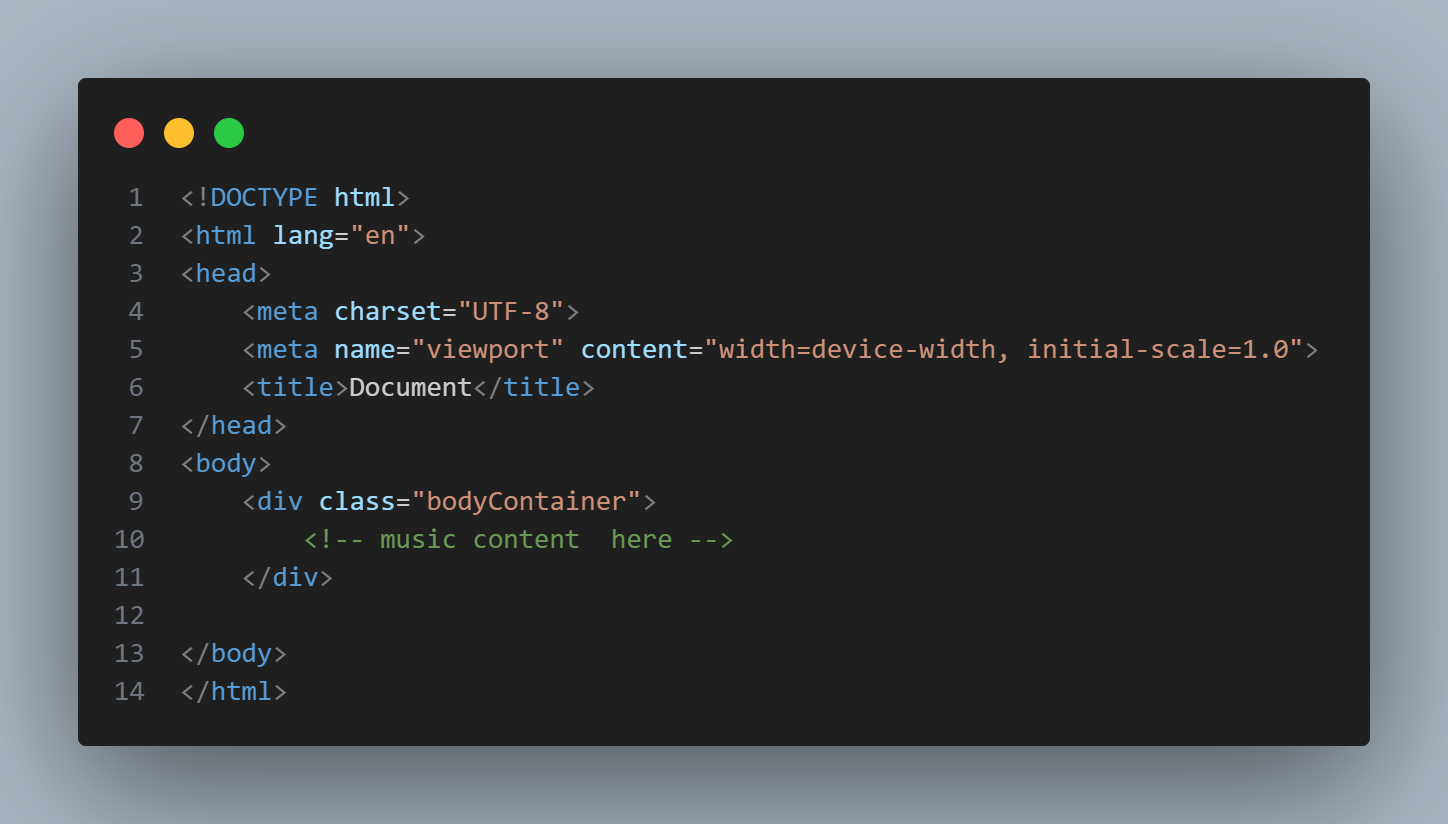 1 <!DOCTYPE html>
2 <html lang="en">
3 <head>
4     <meta charset="UTF-8">
5     <meta name="viewport" content="width=device-width, initial-scale=1.0">
6     <title>Document</title>
7 </head>
8 <body>
9     <div class="bodyContainer">
10         <!-- music content  here -->
11     </div>
12
13 </body>
14 </html>